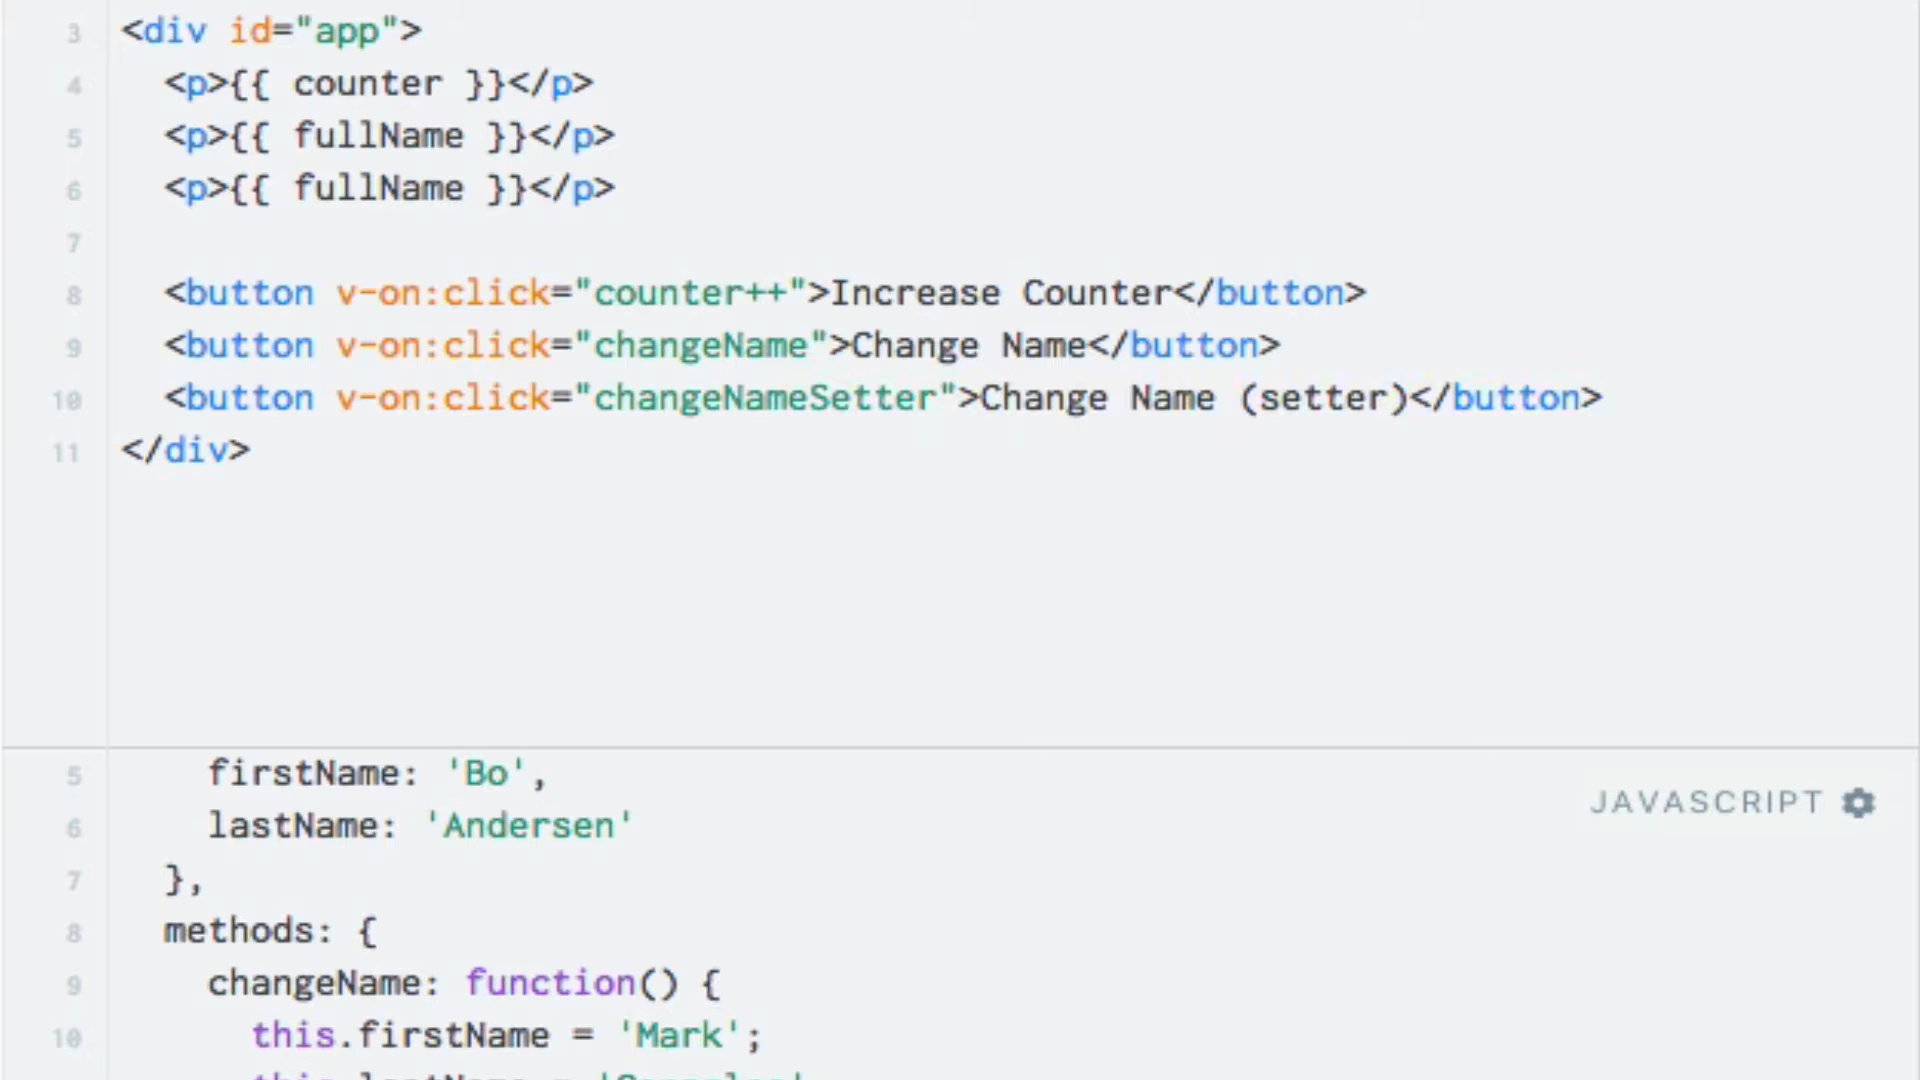 3 <div id="app">
4 <p>{{ counter }}</p>
5 <p>{{ fullName }}</p>
6 <p>{{ fullName }}</p>
7
8 <button v-on:click="counter++">Increase Counter</button>
9 <button v-on:click="changeName">Change Name</button>
10 <button v-on:click="changeNameSetter">Change Name (setter)</button>
11 </div>
5 firstName: 'Bo',
JAVASCRIPT
6 lastName: 'Andersen'
7 },
8 methods: {
9 changeName: function() {
10 this.firstName = 'Mark';
this.lastName =